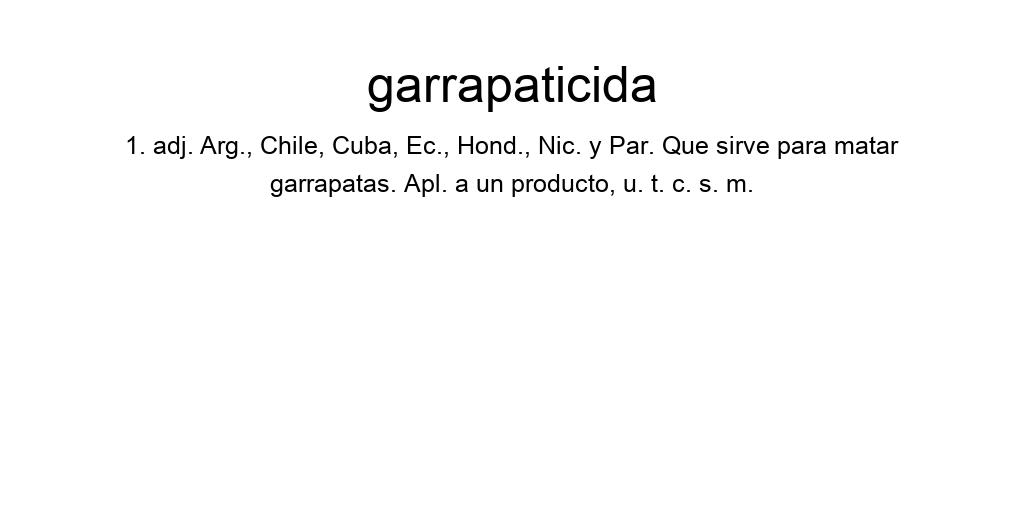 garrapaticida
1. adj. Arg., Chile, Cuba, Ec., Hond., Nic. y Par. Que sirve para matar
garrapatas. Apl. a un producto, u. t. c. s. m.